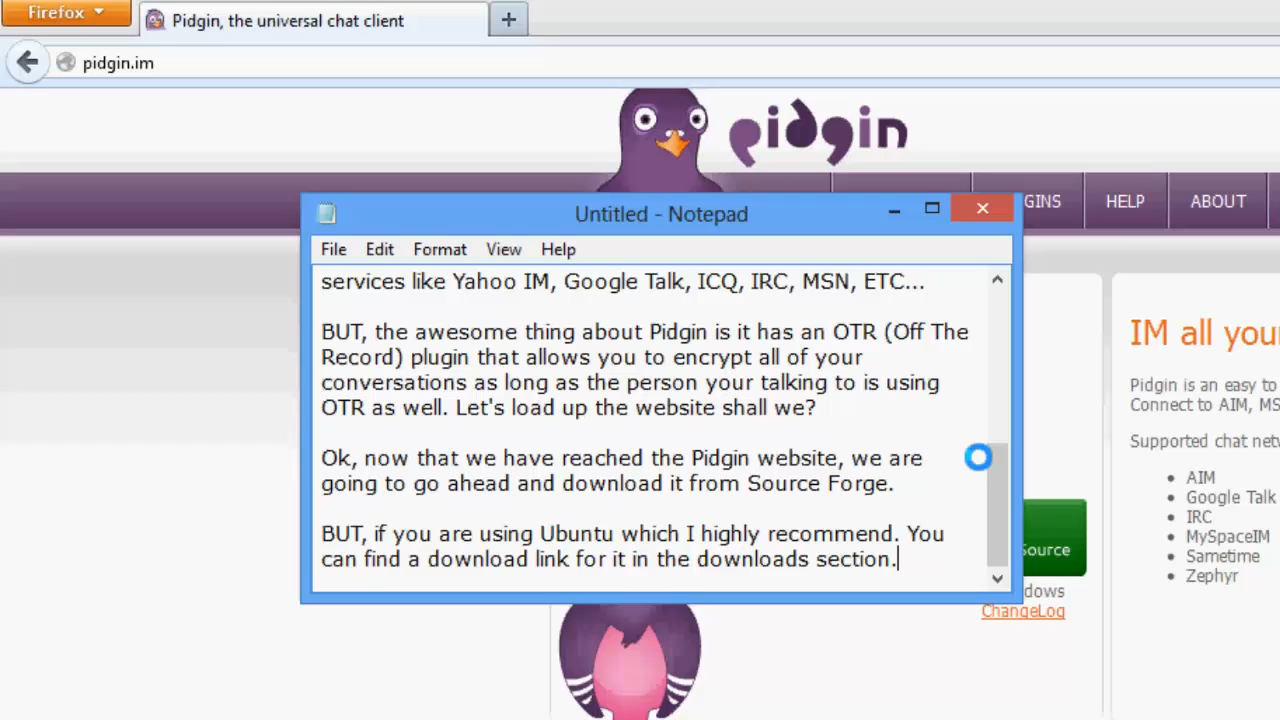 Firefox
Pidgin, the universal chat client
pidgin.im
pidgin
GINS
HELP
ABOUT
Untitled - Notepad
File Edit Format View Help
services like Yahoo IM, Google Talk, ICQ, IRC, MSN, ETC...
BUT, the awesome thing about Pidgin is it has an OTR (Off The
Record) plugin that allows you to encrypt all of your
conversations as long as the person your talking to is using
OTR as well. Let's load up the website shall we?
Ok, now that we have reached the Pidgin website, we are
going to go ahead and download it from Source Forge.
BUT, if you are using Ubuntu which I highly recommend. You
can find a download link for it in the downloads section.
Source
dows
ChangeLog
IM all you
Pidgin is an easy to
Connect to AIM, MS
Supported chat netw
AIM
Google Talk
IRC
MySpaceIM
Sametime
Zephyr